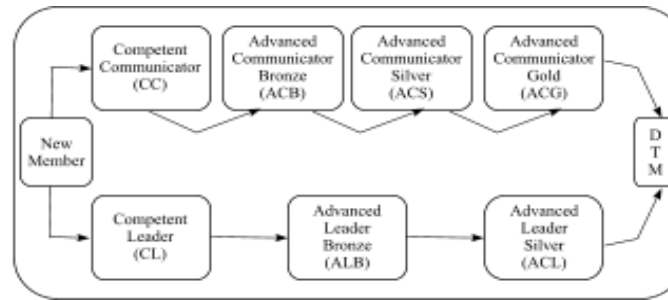 Competent
Communicator
(CC)
Advanced
Communicator
Bronze
(ACB)
Advanced
Communicator
Silver
(ACS)
Advanced
Communicator
Gold
(ACG)
New
Member
D
T
M
Competent
Leader
(CL)
Advanced
Leader
Bronze
(ALB)
Advanced
Leader
Silver
(ACL)